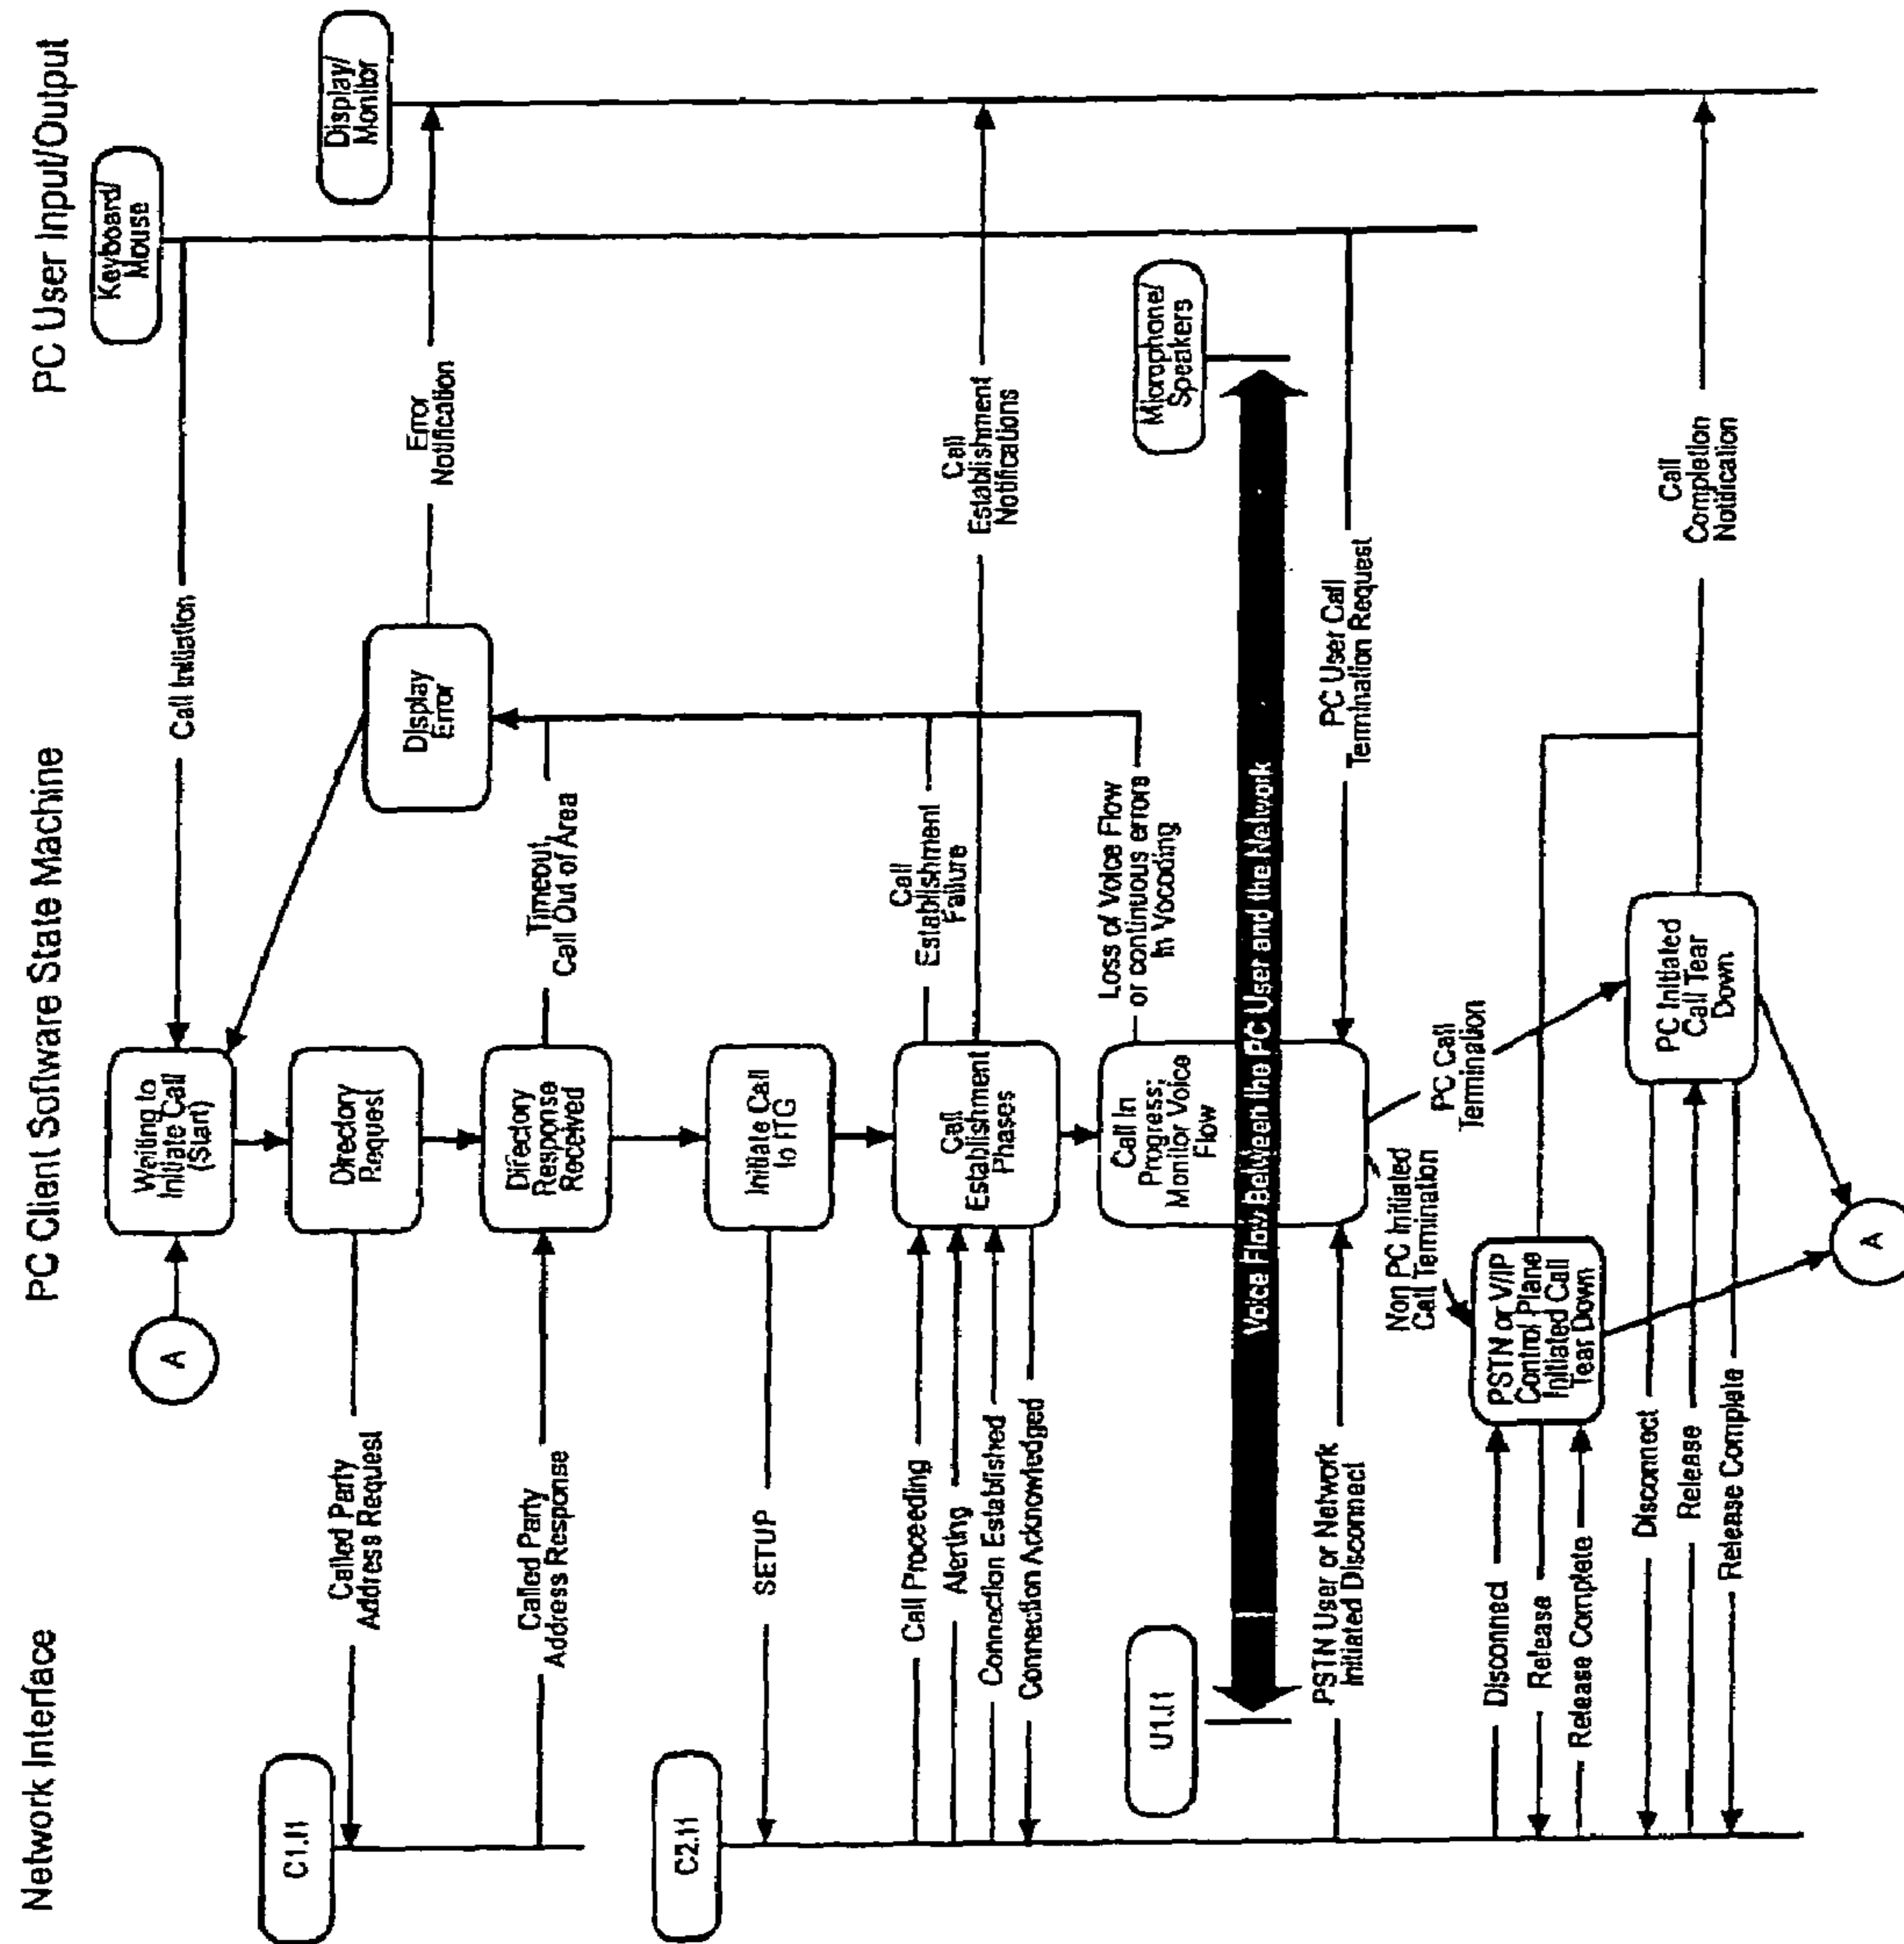 Network Interface
PC Client Software State Machine
PC User Input/Output
Keyboard/
Mouse
Display/
Monitor
A
Waiting to
Initiate Call
(Start)
Call Initiation
C1.I1
Called Party
Address Request
Directory
Request
Display
Error
Error
Notification
Called Party
Address Response
Directory
Response
Received
Timeout
Call Out of Area
C2.I1
SETUP
Initiate Call
to ITG
Call Proceeding
Alerting
Connection Established
Connection Acknowledged
Call
Establishment
Phases
Call
Establishment
Failure
Call
Establishment
Notifications
U1.I1
Call In
Progress;
Monitor Voice
Flow
Loss of Voice Flow
or continuous errors
in Vocoding
Microphone/
Speakers
Voice Flow Between the PC User and the Network
PSTN User or Network
Initiated Disconnect
PC User Call
Termination Request
Non PC Initiated
Call Termination
PC Call
Termination
Disconnect
Release
Release Complete
PSTN or V/IP
Control Plane
Initiated Call
Tear Down
Disconnect
Release
Release Complete
PC Initiated
Call Tear
Down
Call
Completion
Notification
A